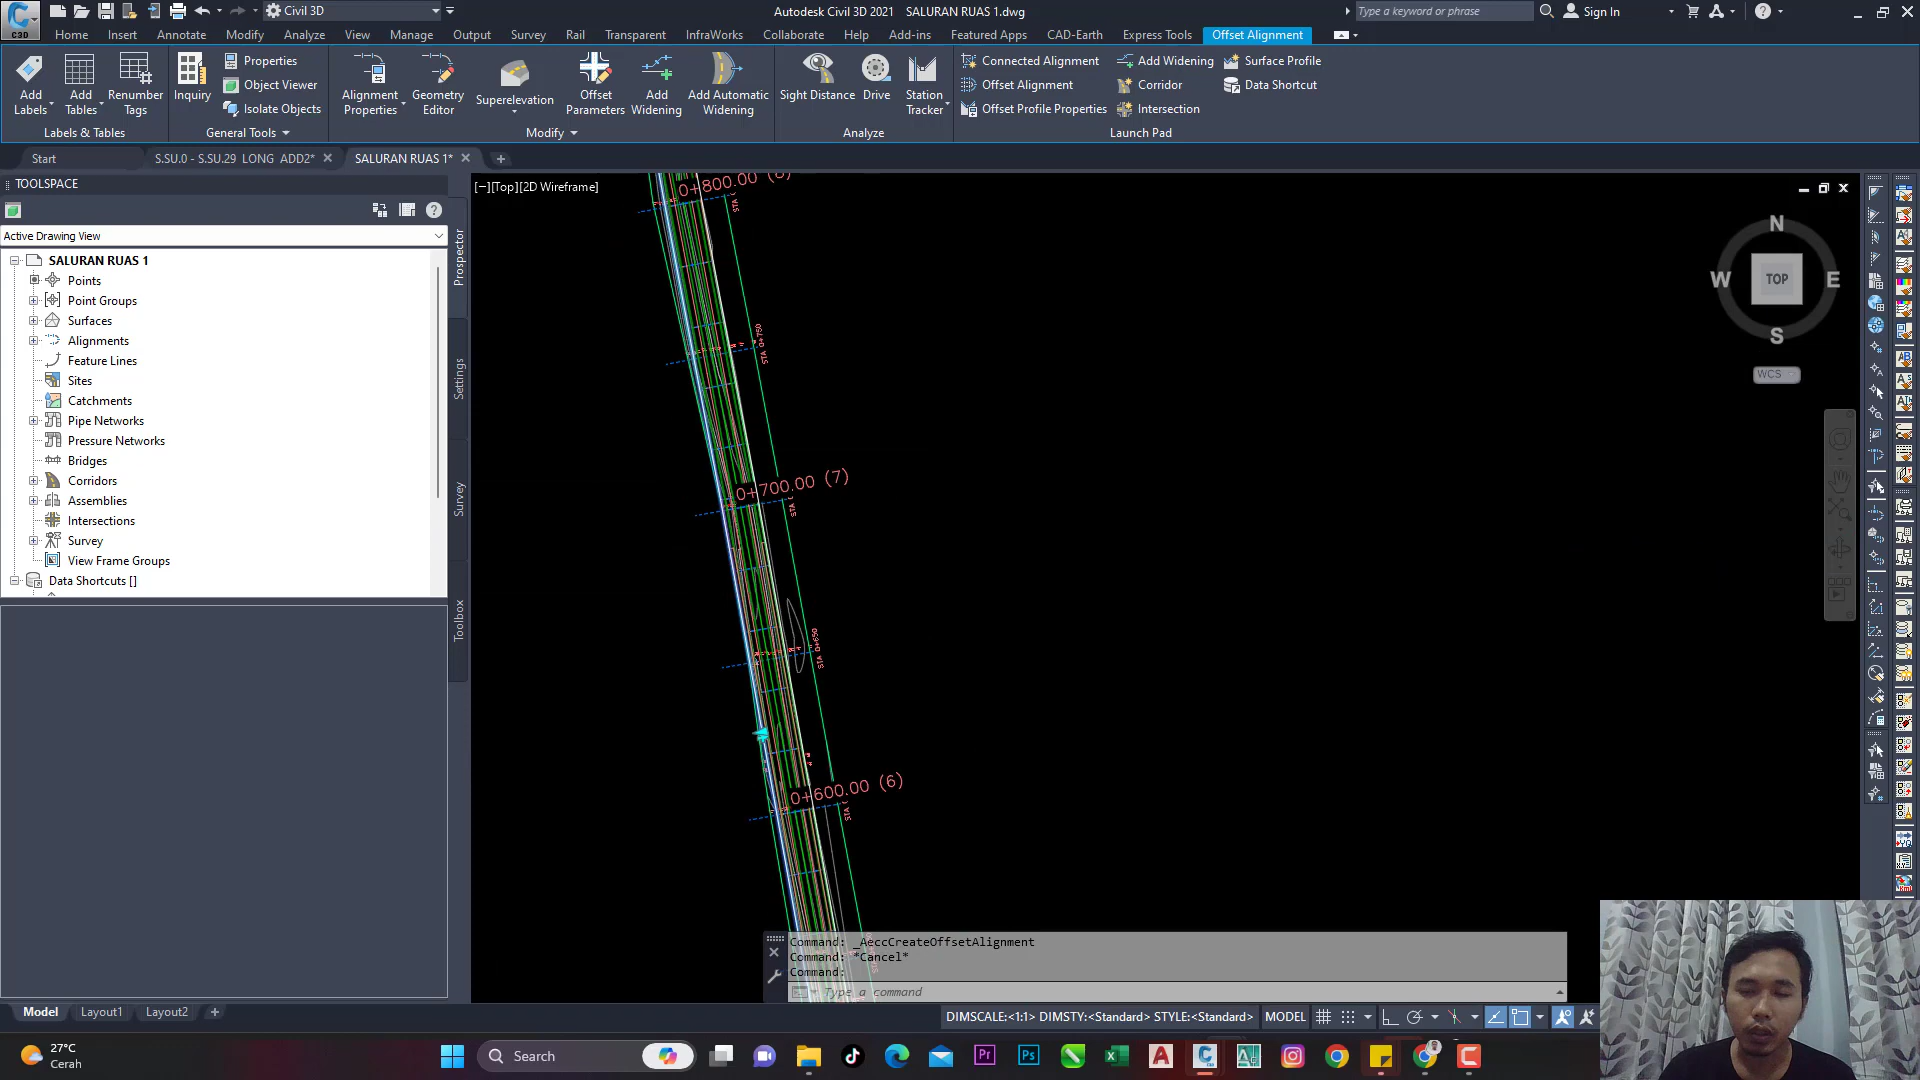 Civil 3D
Autodesk Civil 3D 2021 SALURAN RUAS 1.dwg
Type a keyword or phrase
Sign In
Home Insert Annotate Modify Analyze View Manage Output Survey Rail Transparent InfraWorks Collaborate Help Add-ins Featured Apps CAD-Earth Express Tools Offset Alignment
C3D
Add Labels
Add Tables
Renumber Tags
Labels & Tables
Inquiry
Properties
Object Viewer
Isolate Objects
General Tools
Alignment Properties
Geometry Editor
Superelevation
Offset Parameters
Add Widening
Add Automatic Widening
Modify
Sight Distance
Drive
Station Tracker
Analyze
Connected Alignment
Offset Alignment
Offset Profile Properties
Add Widening
Corridor
Intersection
Surface Profile
Data Shortcut
Launch Pad
Start
S.SU.0 - S.SU.29 LONG ADD2*
SALURAN RUAS 1*
TOOLSPACE
Active Drawing View
SALURAN RUAS 1
Points
Point Groups
Surfaces
Alignments
Feature Lines
Sites
Catchments
Pipe Networks
Pressure Networks
Bridges
Corridors
Assemblies
Intersections
Survey
View Frame Groups
Data Shortcuts []
Prospector
Settings
Survey
Toolbox
[−][Top][2D Wireframe]
N
W
TOP
E
S
WCS
0+800.00
STA 0+750
0+700.00 (7)
STA
STA 0+650
0+600.00 (6)
STA
Command: _AeccCreateOffsetAlignment
Command: *Cancel*
Command:
Type a command
Model Layout1 Layout2
DIMSCALE:<1:1> DIMSTY:<Standard> STYLE:<Standard>
MODEL
27°C
Cerah
Search